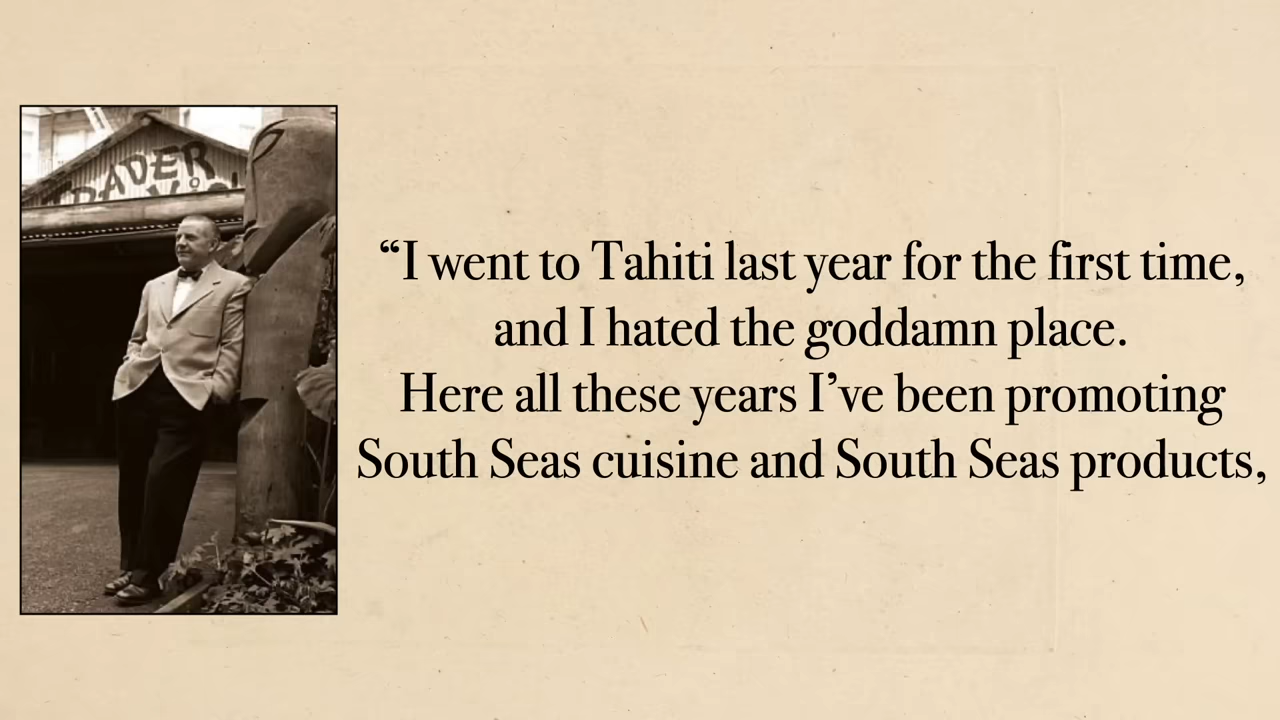 TRADER
“I went to Tahiti last year for the first time,
and I hated the goddamn place.
Here all these years I’ve been promoting
South Seas cuisine and South Seas products,